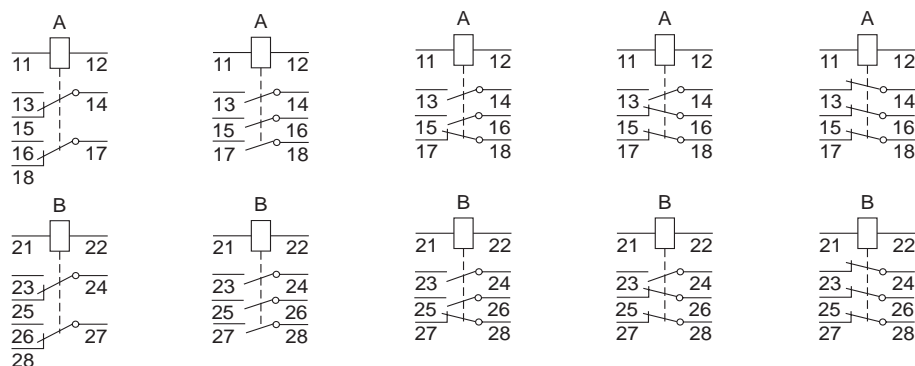 A A A A A
11 12 11 12 11 12 11 12 11 12
13 14 13 14 13 14 13 14 13 14
15 15 16 15 16 15 16 15 16
16 17 17 18 17 18 17 18 17 18
18
B B B B B
21 22 21 22 21 22 21 22 21 22
23 24 23 24 23 24 23 24 23 24
25 25 26 25 26 25 26 25 26
26 27 27 28 27 28 27 28 27 28
28